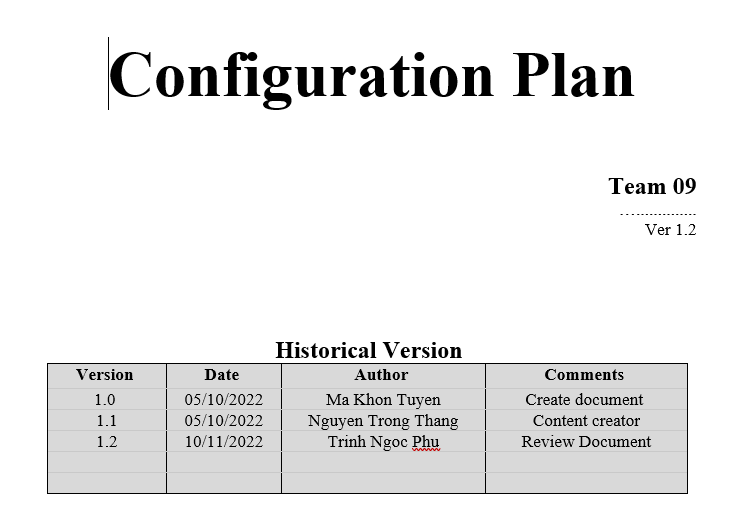 Configuration Plan
Team 09
Ver 1.2
Historical Version
Version Date Author Comments
1.0 05/10/2022 Ma Khon Tuyen Create document
1.1 05/10/2022 Nguyen Trong Thang Content creator
1.2 10/11/2022 Trinh Ngoc Phu Review Document